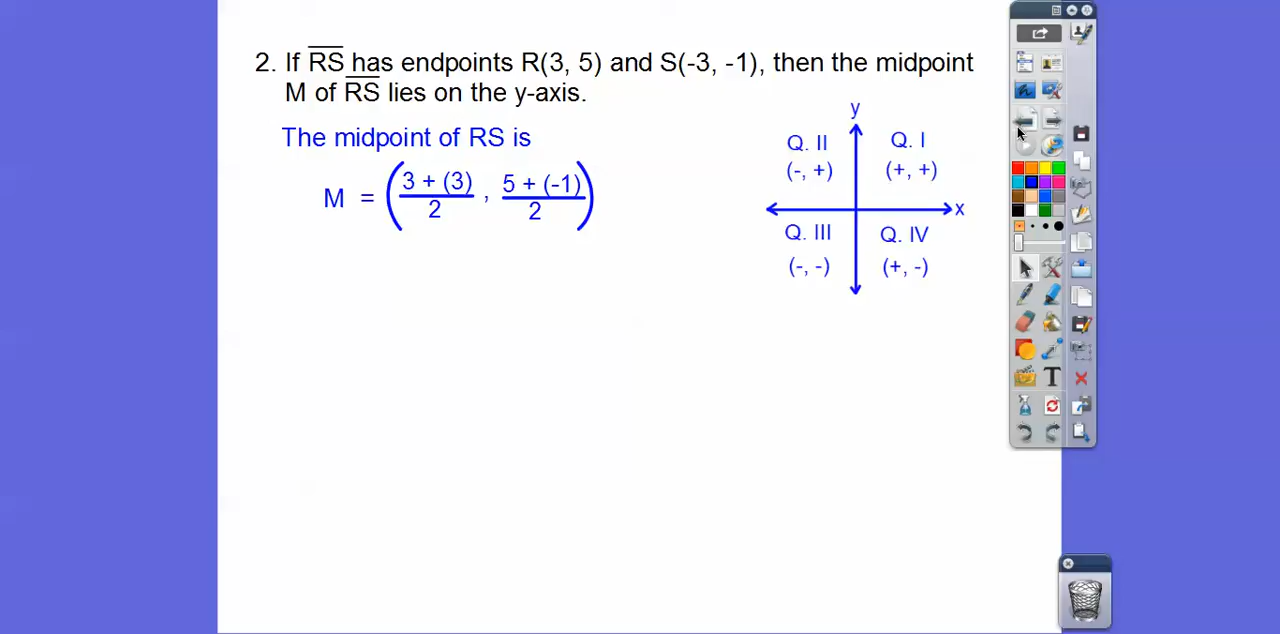 2. If RS has endpoints R(3, 5) and S(-3, -1), then the midpoint
M of RS lies on the y-axis.
The midpoint of RS is
M = ( 3 + (3) / 2 , 5 + (-1) / 2 )
y
Q. II Q. I
(-, +) (+, +)
x
Q. III Q. IV
(-, -) (+, -)
T